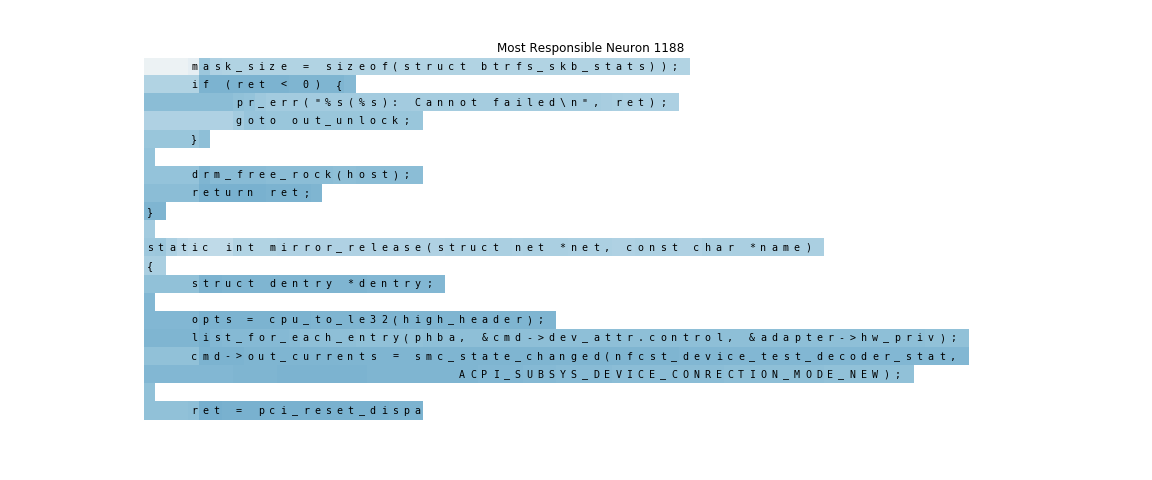 Most Responsible Neuron 1188
mask_size = sizeof(struct btrfs_skb_stats));
if (ret < 0) {
pr_err("%s(%s): Cannot failed\n", ret);
goto out_unlock;
}
drm_free_rock(host);
return ret;
}
static int mirror_release(struct net *net, const char *name)
{
struct dentry *dentry;
opts = cpu_to_le32(high_header);
list_for_each_entry(phba, &cmd->dev_attr.control, &adapter->hw_priv);
cmd->out_currents = smc_state_changed(nfcst_device_test_decoder_stat,
ACPI_SUBSYS_DEVICE_CONRECTION_MODE_NEW);
ret = pci_reset_dispa